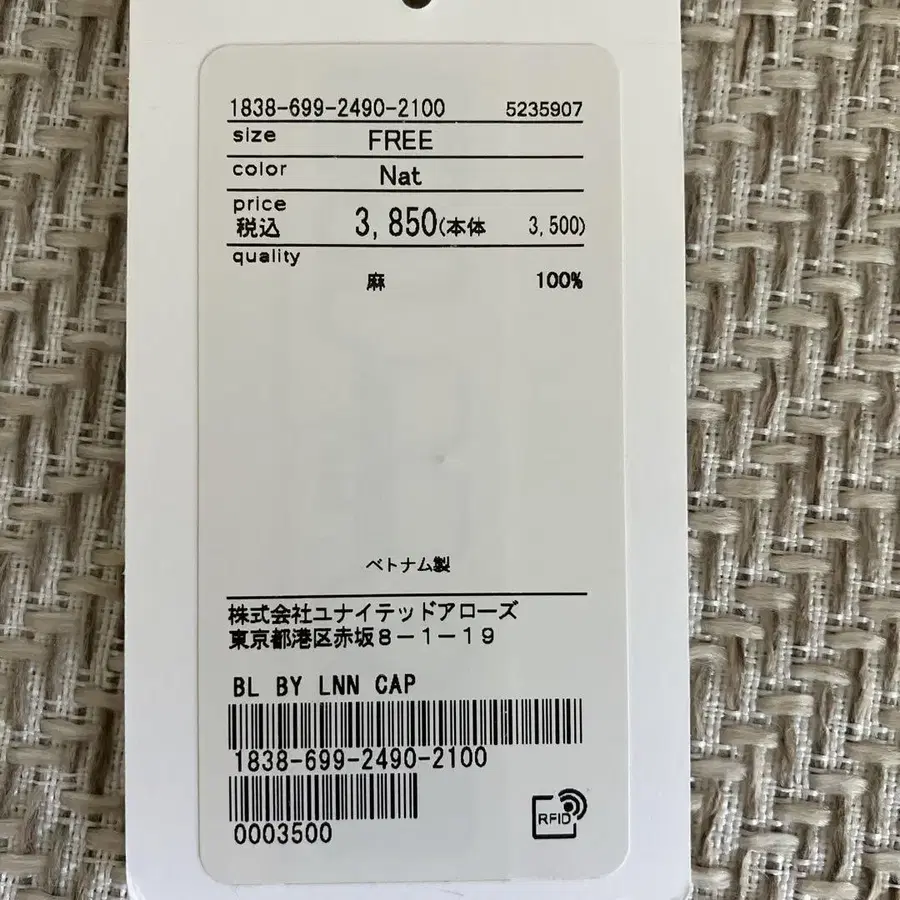 1838-699-2490-2100 5235907
size FREE
color Nat
price
税込 3,850(本体 3,500)
quality
麻 100%
ベトナム製
株式会社ユナイテッドアローズ
東京都港区赤坂8-1-19
BL BY LNN CAP
1838-699-2490-2100
0003500
RFID